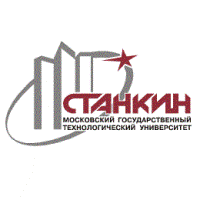 СТАНКИН
МОСКОВСКИЙ ГОСУДАРСТВЕННЫЙ
ТЕХНОЛОГИЧЕСКИЙ УНИВЕРСИТЕТ